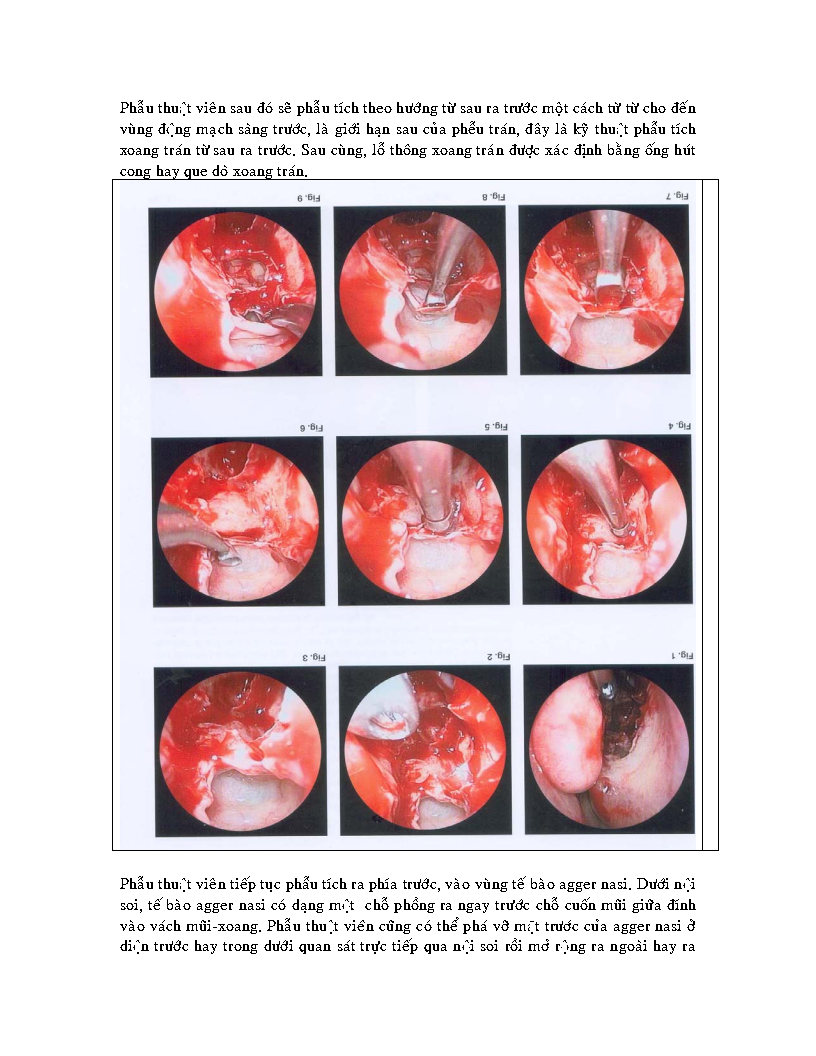 Phẫu thuật viên sau đó sẽ phẫu tích theo hướng từ sau ra trước một cách từ từ cho đến
vùng động mạch sàng trước, là giới hạn sau của phễu trán, đây là kỹ thuật phẫu tích
xoang trán từ sau ra trước. Sau cùng, lỗ thông xoang trán được xác định bằng ống hút
cong hay que dò xoang trán.
Fig. 9 Fig. 8 Fig. 7
Fig. 6 Fig. 5 Fig. 4
Fig. 3 Fig. 2 Fig. 1
Phẫu thuật viên tiếp tục phẫu tích ra phía trước, vào vùng tế bào agger nasi. Dưới nội
soi, tế bào agger nasi có dạng một chỗ phồng ra ngay trước chỗ cuốn mũi giữa đính
vào vách mũi-xoang. Phẫu thuật viên cũng có thể phá vỡ mặt trước của agger nasi ở
diện trước hay trong dưới quan sát trực tiếp qua nội soi rồi mở rộng ra ngoài hay ra